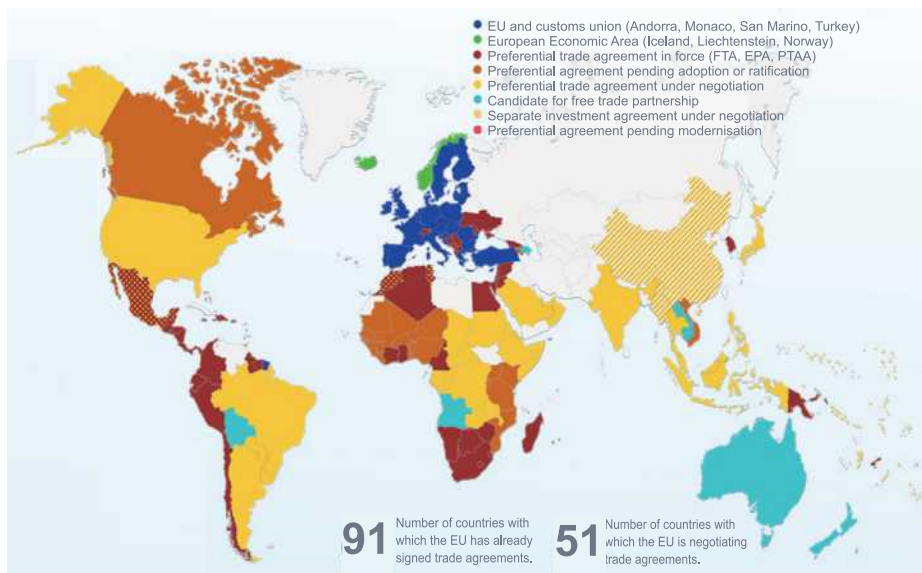 EU and customs union (Andorra, Monaco, San Marino, Turkey)
European Economic Area (Iceland, Liechtenstein, Norway)
Preferential trade agreement in force (FTA, EPA, PTAA)
Preferential agreement pending adoption or ratification
Preferential trade agreement under negotiation
Candidate for free trade partnership
Separate investment agreement under negotiation
Preferential agreement pending modernisation
91
Number of countries with
which the EU has already
signed trade agreements.
51
Number of countries with
which the EU is negotiating
trade agreements.